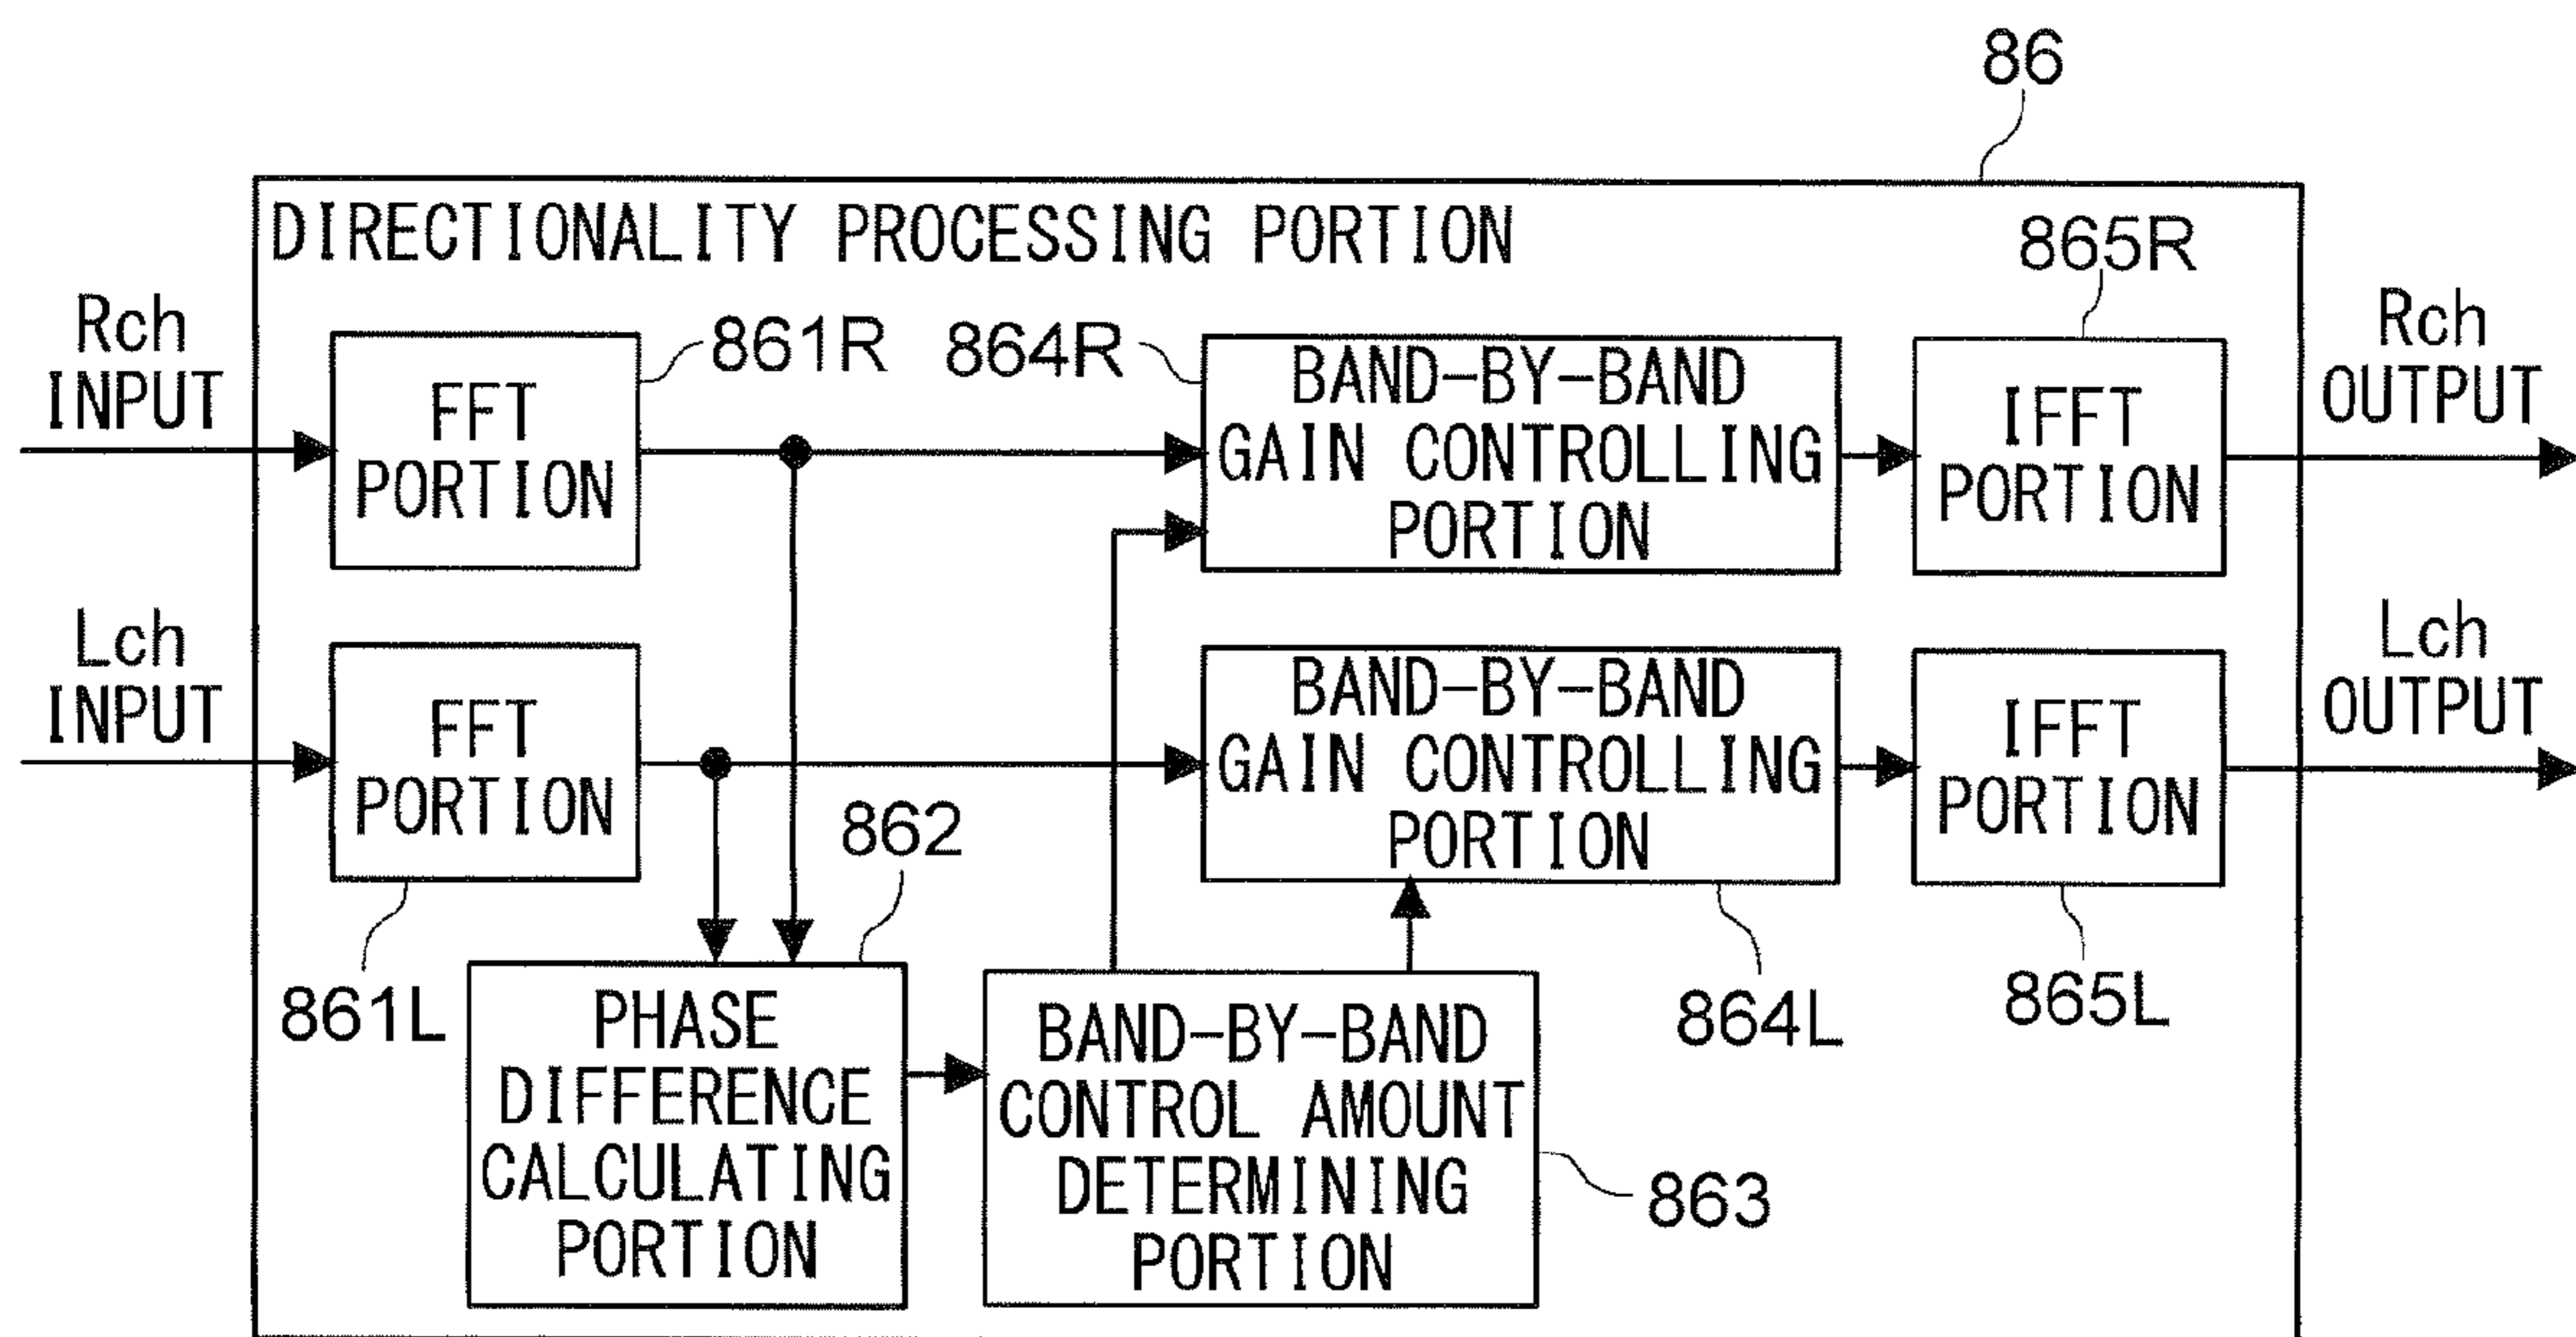 86
DIRECTIONALITY PROCESSING PORTION
Rch
INPUT
FFT
PORTION
861R
864R
BAND-BY-BAND
GAIN CONTROLLING
PORTION
865R
IFFT
PORTION
Rch
OUTPUT
Lch
INPUT
FFT
PORTION
861L
BAND-BY-BAND
GAIN CONTROLLING
PORTION
864L
IFFT
PORTION
865L
Lch
OUTPUT
862
PHASE
DIFFERENCE
CALCULATING
PORTION
BAND-BY-BAND
CONTROL AMOUNT
DETERMINING
PORTION
863